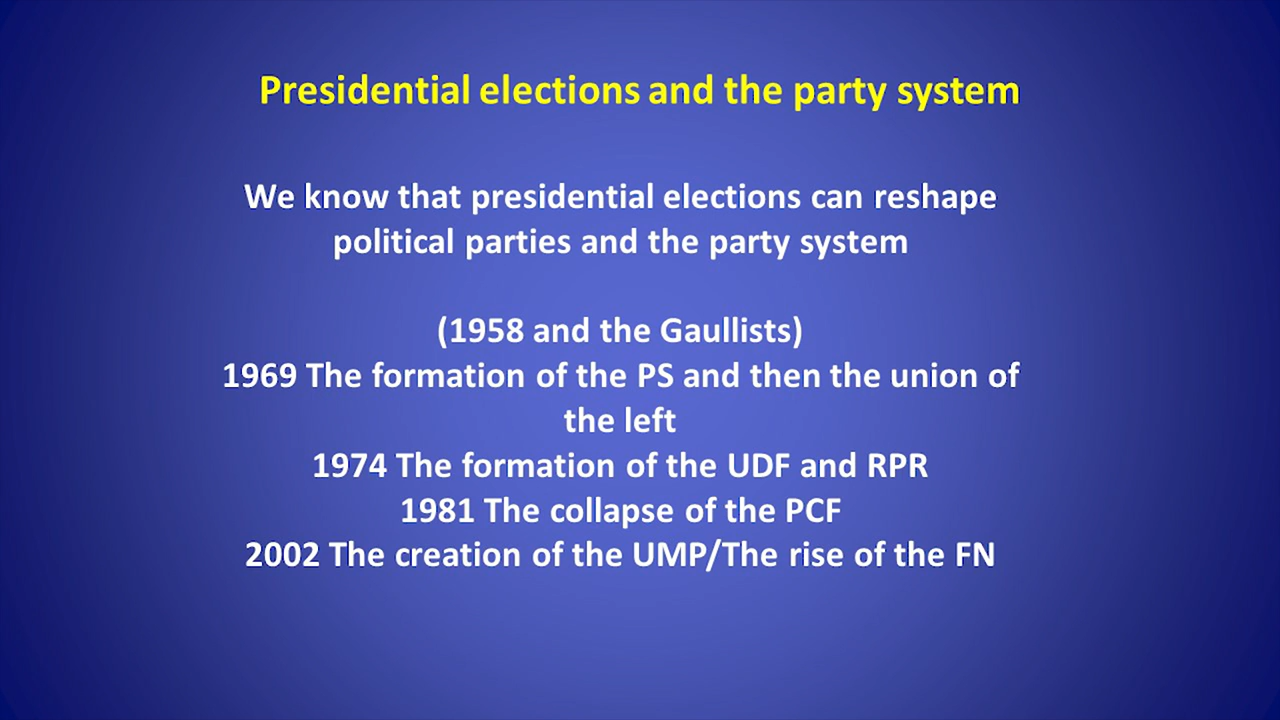 Presidential elections and the party system
We know that presidential elections can reshape
political parties and the party system
(1958 and the Gaullists)
1969 The formation of the PS and then the union of
the left
1974 The formation of the UDF and RPR
1981 The collapse of the PCF
2002 The creation of the UMP/The rise of the FN